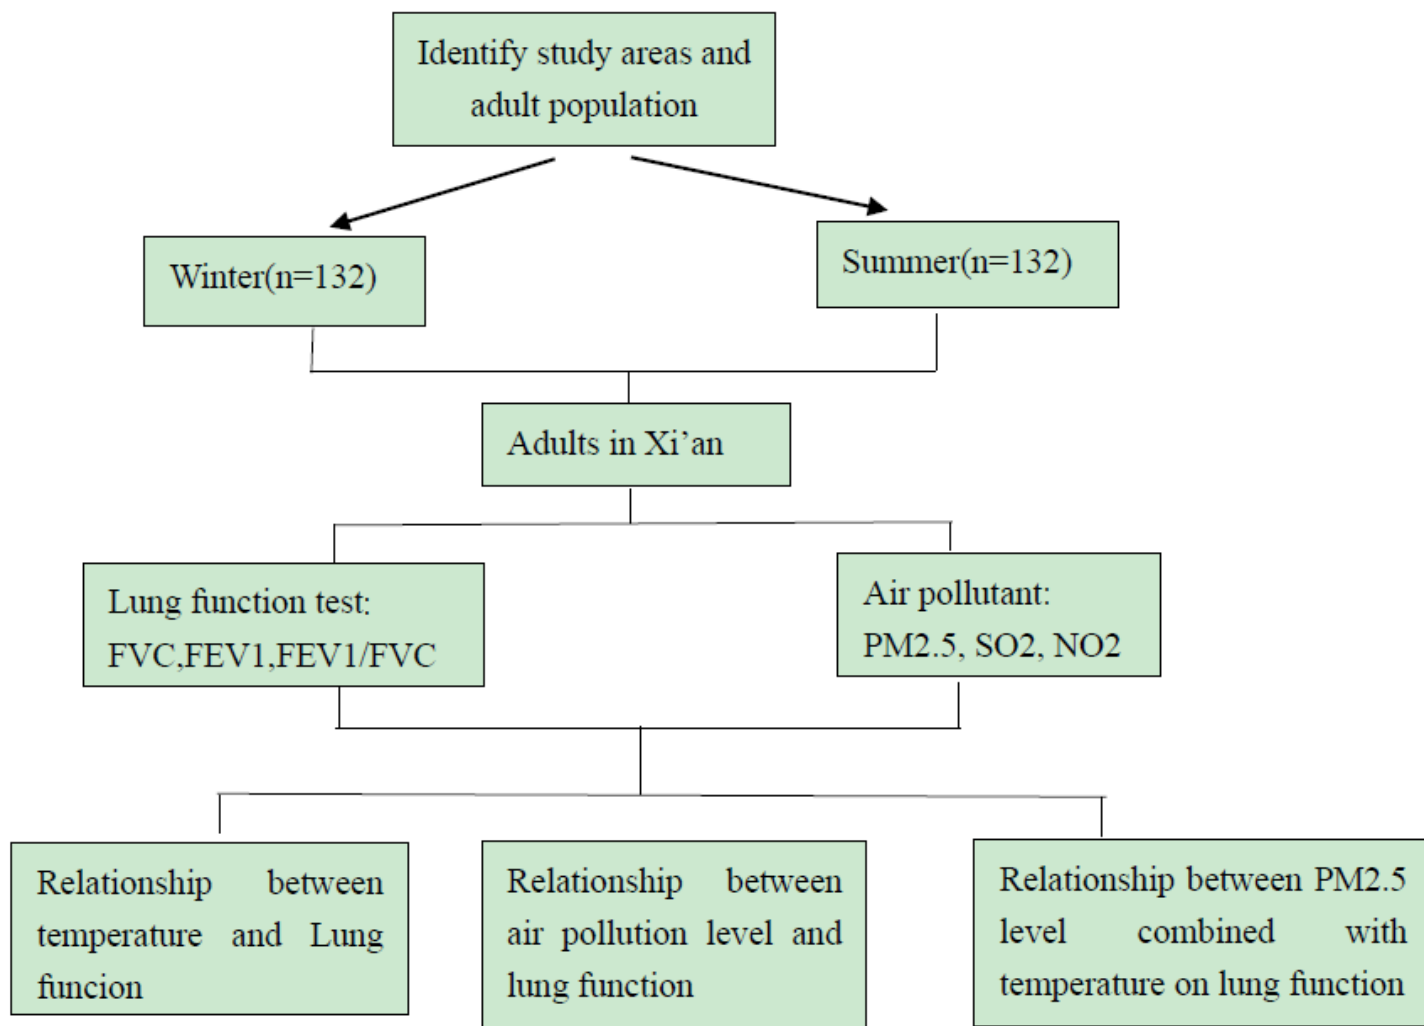 Identify study areas and
adult population
Winter(n=132)
Summer(n=132)
Adults in Xi’an
Lung function test:
FVC,FEV1,FEV1/FVC
Air pollutant:
PM2.5, SO2, NO2
Relationship between
temperature and Lung
funcion
Relationship between
air pollution level and
lung function
Relationship between PM2.5
level combined with
temperature on lung function